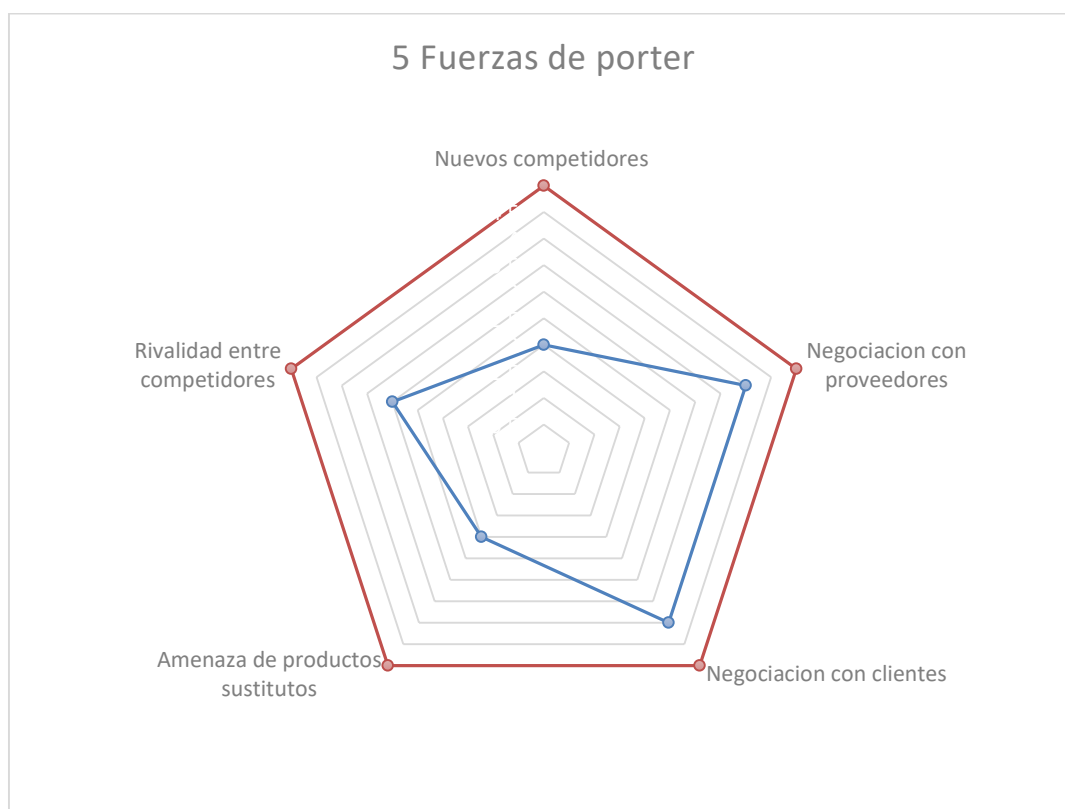 5 Fuerzas de porter
Nuevos competidores
Rivalidad entre
competidores
Negociacion con
proveedores
Amenaza de productos
sustitutos
Negociacion con clientes